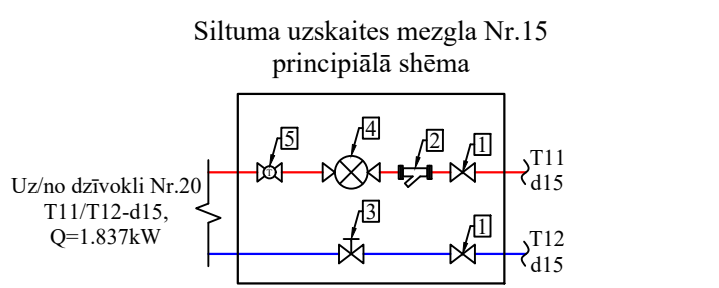 Siltuma uzskaites mezgla Nr.15
principiālā shēma
5
4
2
1
T11
d15
Uz/no dzīvokli Nr.20
T11/T12-d15,
Q=1.837kW
T
3
1
T12
d15